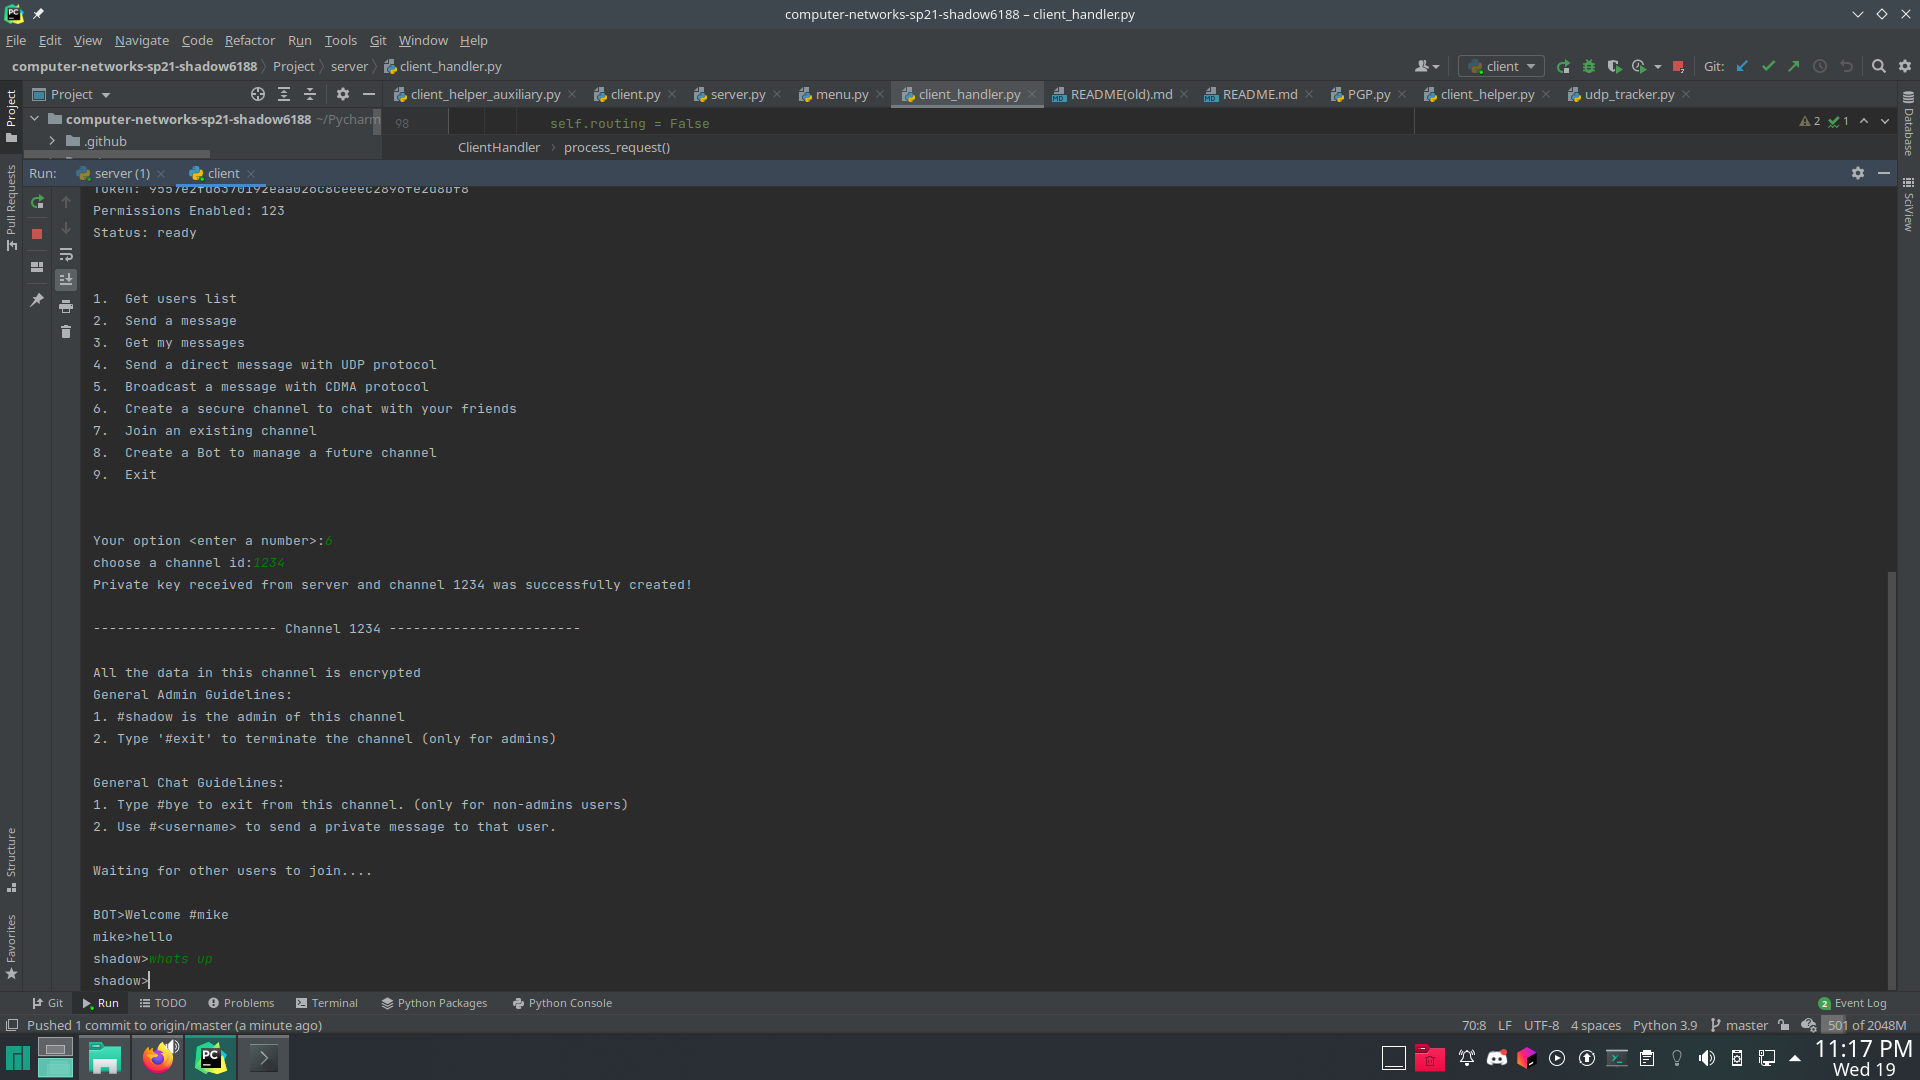 computer-networks-sp21-shadow6188 – client_handler.py
File Edit View Navigate Code Refactor Run Tools Git Window Help
computer-networks-sp21-shadow6188 Project server client_handler.py client Git:
Project client_helper_auxiliary.py client.py server.py menu.py client_handler.py README(old).md README.md PGP.py client_helper.py udp_tracker.py
computer-networks-sp21-shadow6188 ~/Pycharm 98 self.routing = False 2 1
.github ClientHandler process_request()
Run: server (1) client
Permissions Enabled: 123
Status: ready
1. Get users list
2. Send a message
3. Get my messages
4. Send a direct message with UDP protocol
5. Broadcast a message with CDMA protocol
6. Create a secure channel to chat with your friends
7. Join an existing channel
8. Create a Bot to manage a future channel
9. Exit
Your option <enter a number>:6
choose a channel id:1234
Private key received from server and channel 1234 was successfully created!
----------------------- Channel 1234 ------------------------
All the data in this channel is encrypted
General Admin Guidelines:
1. #shadow is the admin of this channel
2. Type '#exit' to terminate the channel (only for admins)
General Chat Guidelines:
1. Type #bye to exit from this channel. (only for non-admins users)
2. Use #<username> to send a private message to that user.
Waiting for other users to join....
BOT>Welcome #mike
mike>hello
shadow>whats up
shadow>
Project
Pull Requests
Structure
Favorites
Database
SciView
Git Run TODO Problems Terminal Python Packages Python Console 2 Event Log
Pushed 1 commit to origin/master (a minute ago) 70:8 LF UTF-8 4 spaces Python 3.9 master 501 of 2048M
PC 11:17 PM
Wed 19